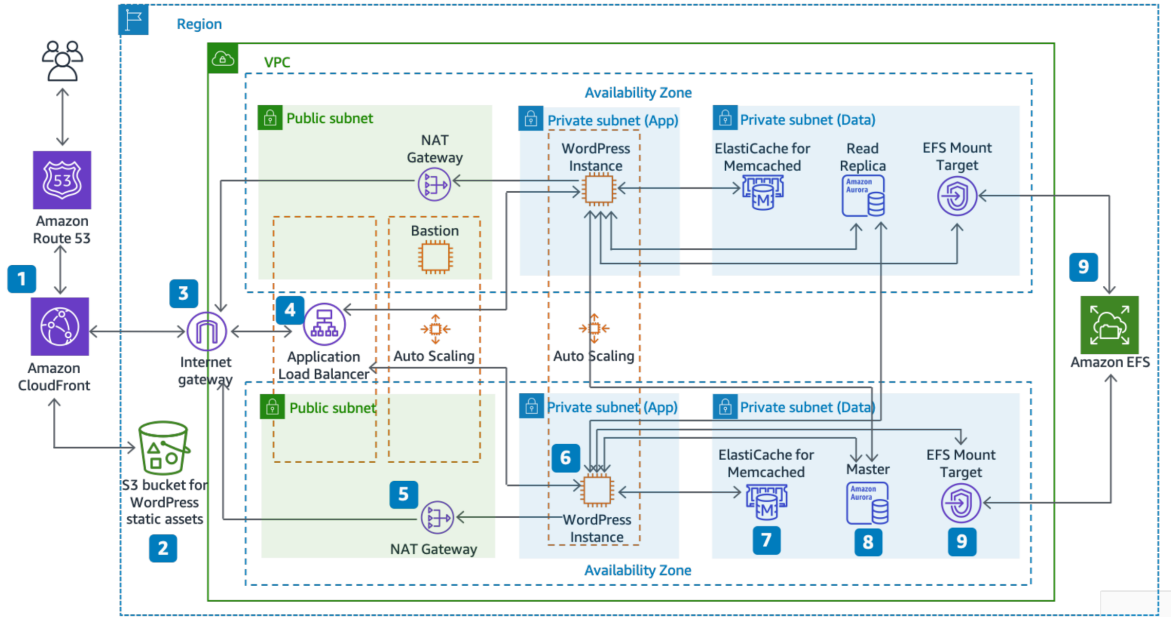 Region
VPC
Availability Zone
Public subnet
Private subnet (App)
Private subnet (Data)
NAT
Gateway
WordPress
Instance
ElastiCache for
Memcached
Read
Replica
EFS Mount
Target
M
Amazon
Aurora
53
Amazon
Route 53
Bastion
1
3
4
9
Amazon
CloudFront
Internet
gateway
Application
Load Balancer
Auto Scaling
Auto Scaling
Amazon EFS
Public subnet
Private subnet (App)
Private subnet (Data)
S3 bucket for
WordPress
static assets
2
5
NAT Gateway
6
WordPress
Instance
ElastiCache for
Memcached
M
7
Master
Amazon
Aurora
8
EFS Mount
Target
9
Availability Zone